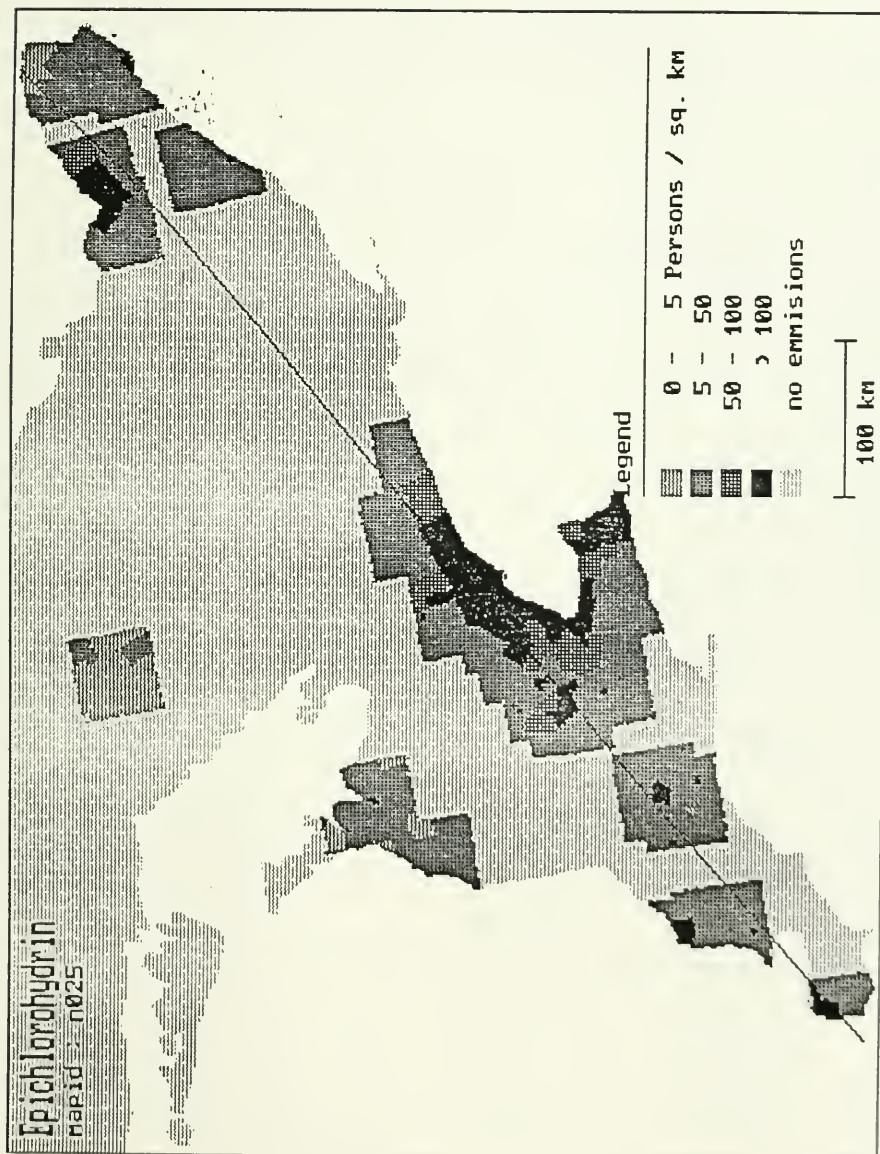 Epichlorohydrin
Mapid : n025
Legend
0 - 5 Persons / sq. km
5 - 50
50 - 100
> 100
no emmisions
100 km